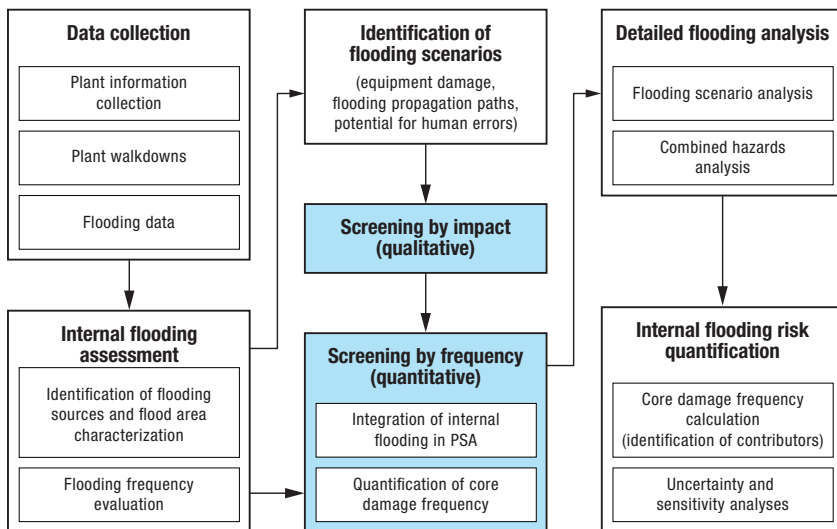 Data collection
Plant information
collection
Plant walkdowns
Flooding data
Internal flooding
assessment
Identification of flooding
sources and flood area
characterization
Flooding frequency
evaluation
Identification of
flooding scenarios
(equipment damage,
flooding propagation paths,
potential for human errors)
Screening by impact
(qualitative)
Screening by frequency
(quantitative)
Integration of internal
flooding in PSA
Quantification of core
damage frequency
Detailed flooding analysis
Flooding scenario analysis
Combined hazards
analysis
Internal flooding risk
quantification
Core damage frequency
calculation
(identification of contributors)
Uncertainty and
sensitivity analyses